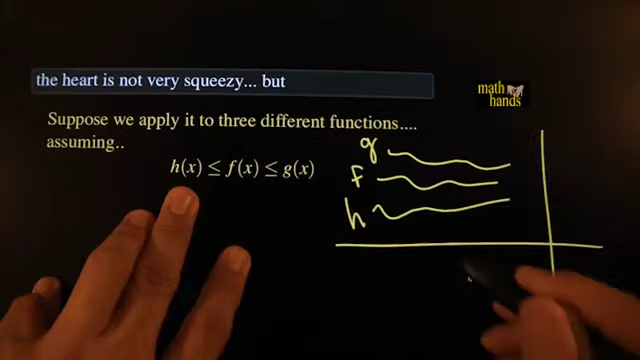 the heart is not very squeezy... but
math
hands
Suppose we apply it to three different functions....
assuming..
h(x) ≤ f(x) ≤ g(x)
g
f
h